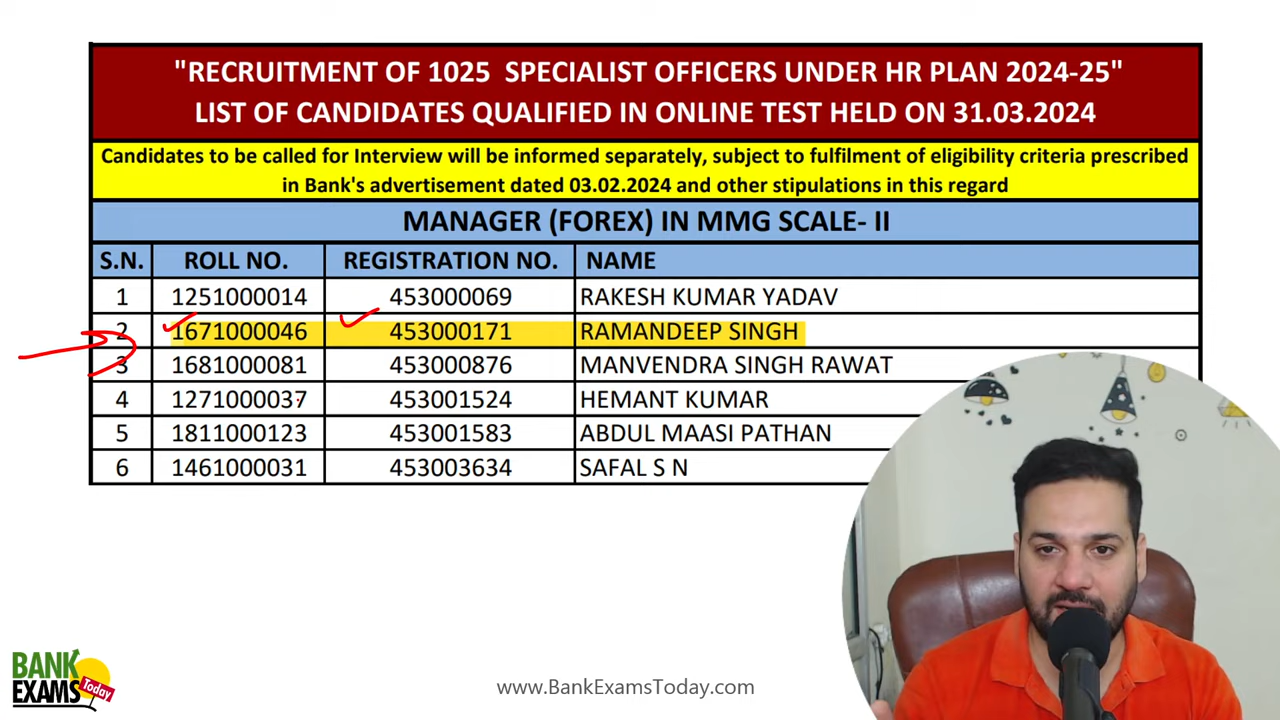 "RECRUITMENT OF 1025 SPECIALIST OFFICERS UNDER HR PLAN 2024-25"
LIST OF CANDIDATES QUALIFIED IN ONLINE TEST HELD ON 31.03.2024
Candidates to be called for Interview will be informed separately, subject to fulfilment of eligibility criteria prescribed
in Bank's advertisement dated 03.02.2024 and other stipulations in this regard
MANAGER (FOREX) IN MMG SCALE- II
S.N. ROLL NO. REGISTRATION NO. NAME
1 1251000014 453000069 RAKESH KUMAR YADAV
2 1671000046 453000171 RAMANDEEP SINGH
3 1681000081 453000876 MANVENDRA SINGH RAWAT
4 1271000037 453001524 HEMANT KUMAR
5 1811000123 453001583 ABDUL MAASI PATHAN
6 1461000031 453003634 SAFAL S N
BANK
EXAMS
Today
www.BankExamsToday.com